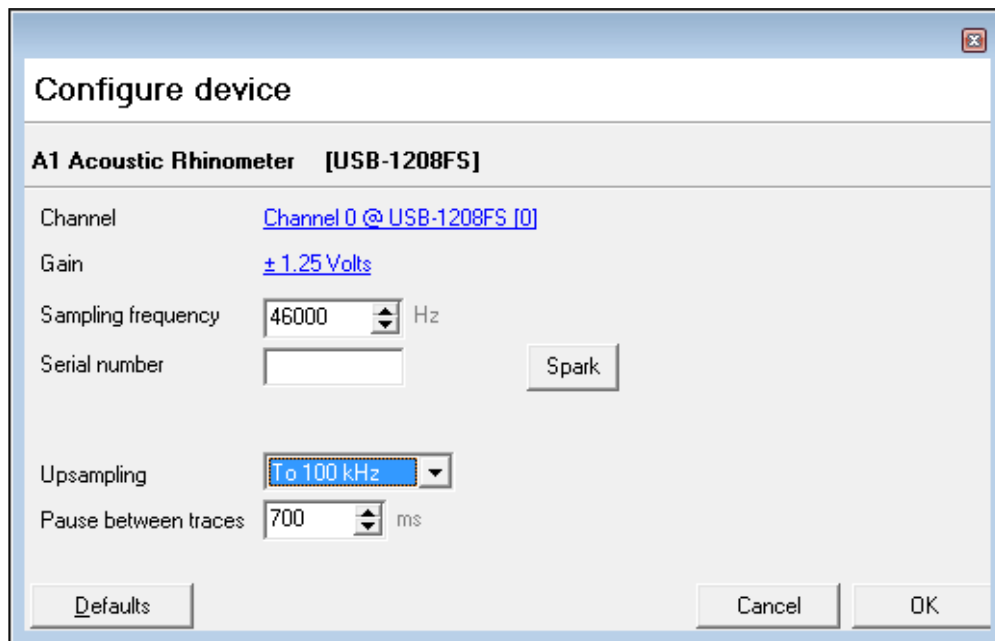 Configure device
A1 Acoustic Rhinometer [USB-1208FS]
Channel Channel 0 @ USB-1208FS [0]
Gain ± 1.25 Volts
Sampling frequency 46000 Hz
Serial number Spark
Upsampling To 100 kHz
Pause between traces 700 ms
Defaults Cancel OK